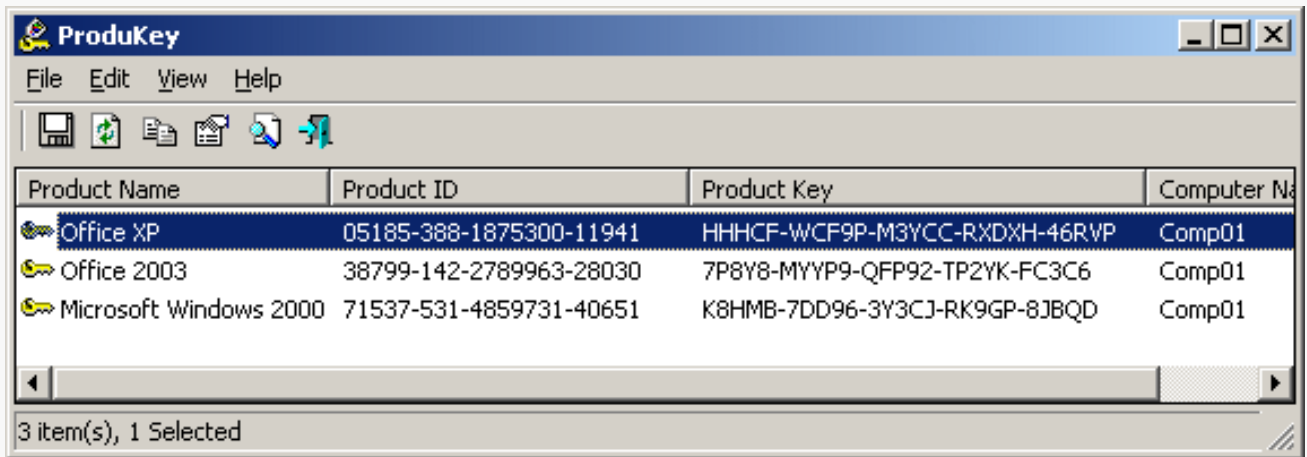 ProduKey
File Edit View Help
Product Name Product ID Product Key Computer Na
Office XP 05185-388-1875300-11941 HHHCF-WCF9P-M3YCC-RXDXH-46RVP Comp01
Office 2003 38799-142-2789963-28030 7P8Y8-MYYP9-QFP92-TP2YK-FC3C6 Comp01
Microsoft Windows 2000 71537-531-4859731-40651 K8HMB-7DD96-3Y3CJ-RK9GP-8JBQD Comp01
3 item(s), 1 Selected